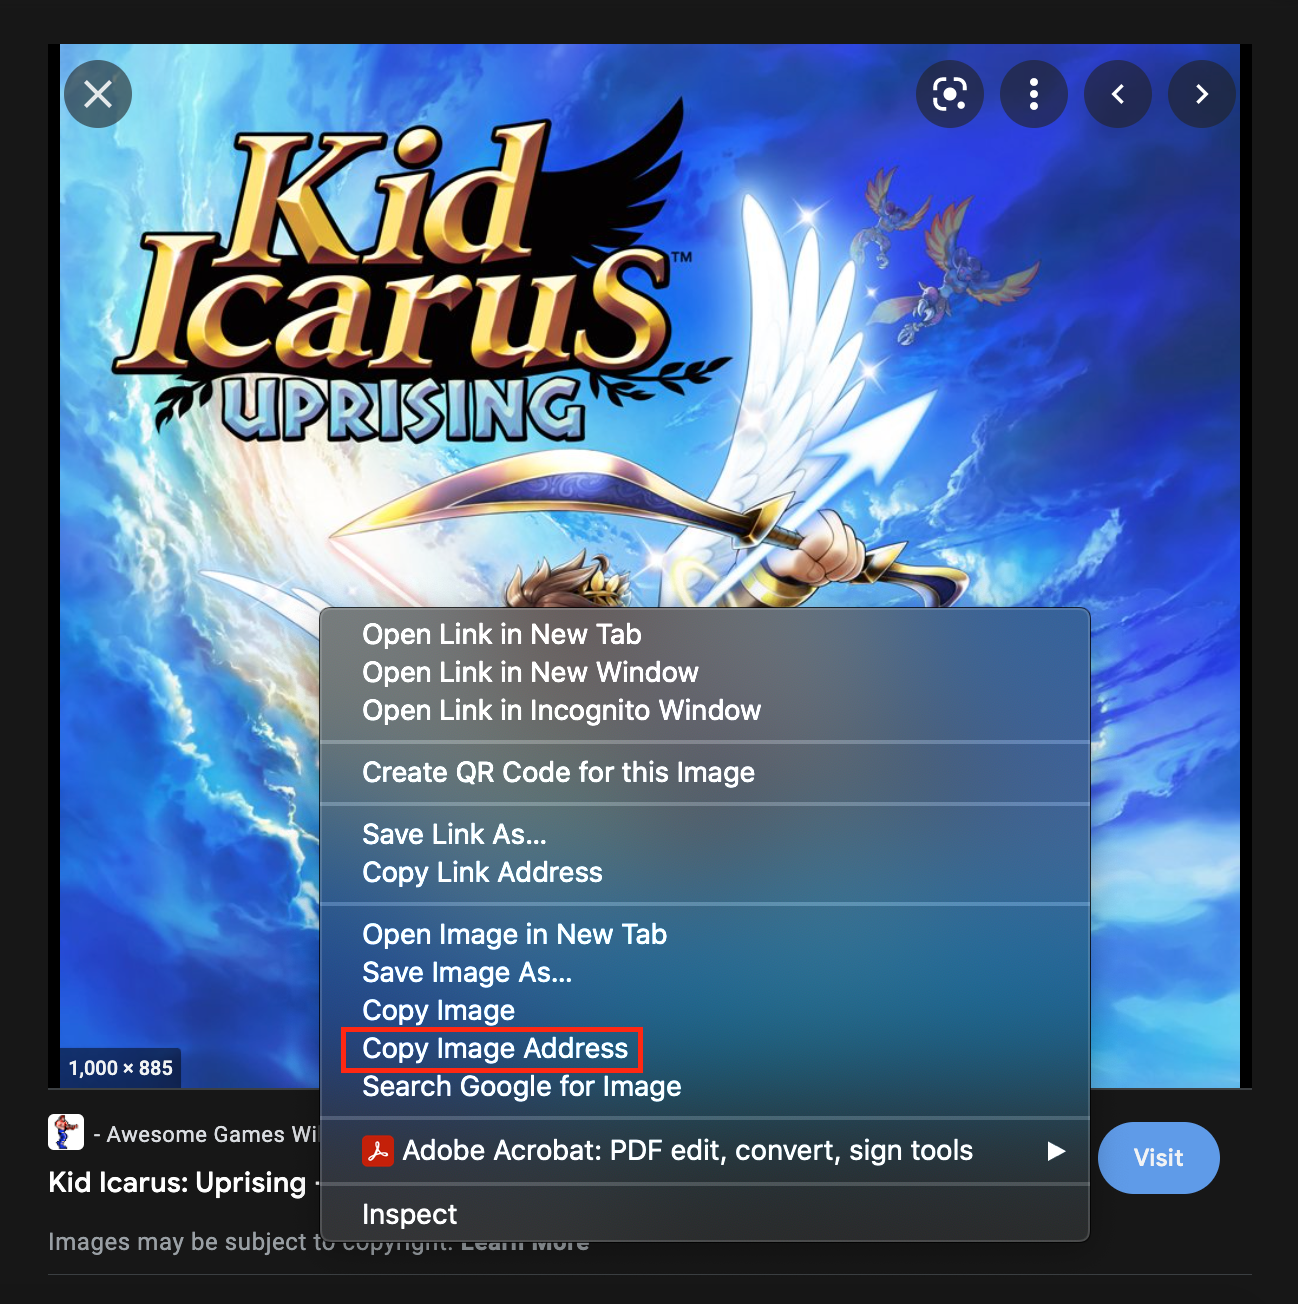 Kid
Icarus™
UPRISING
Open Link in New Tab
Open Link in New Window
Open Link in Incognito Window
Create QR Code for this Image
Save Link As...
Copy Link Address
Open Image in New Tab
Save Image As...
Copy Image
Copy Image Address
Search Google for Image
Adobe Acrobat: PDF edit, convert, sign tools
Inspect
1,000 × 885
- Awesome Games Wi
Visit
Kid Icarus: Uprising -
Images may be subject to copyright. Learn More